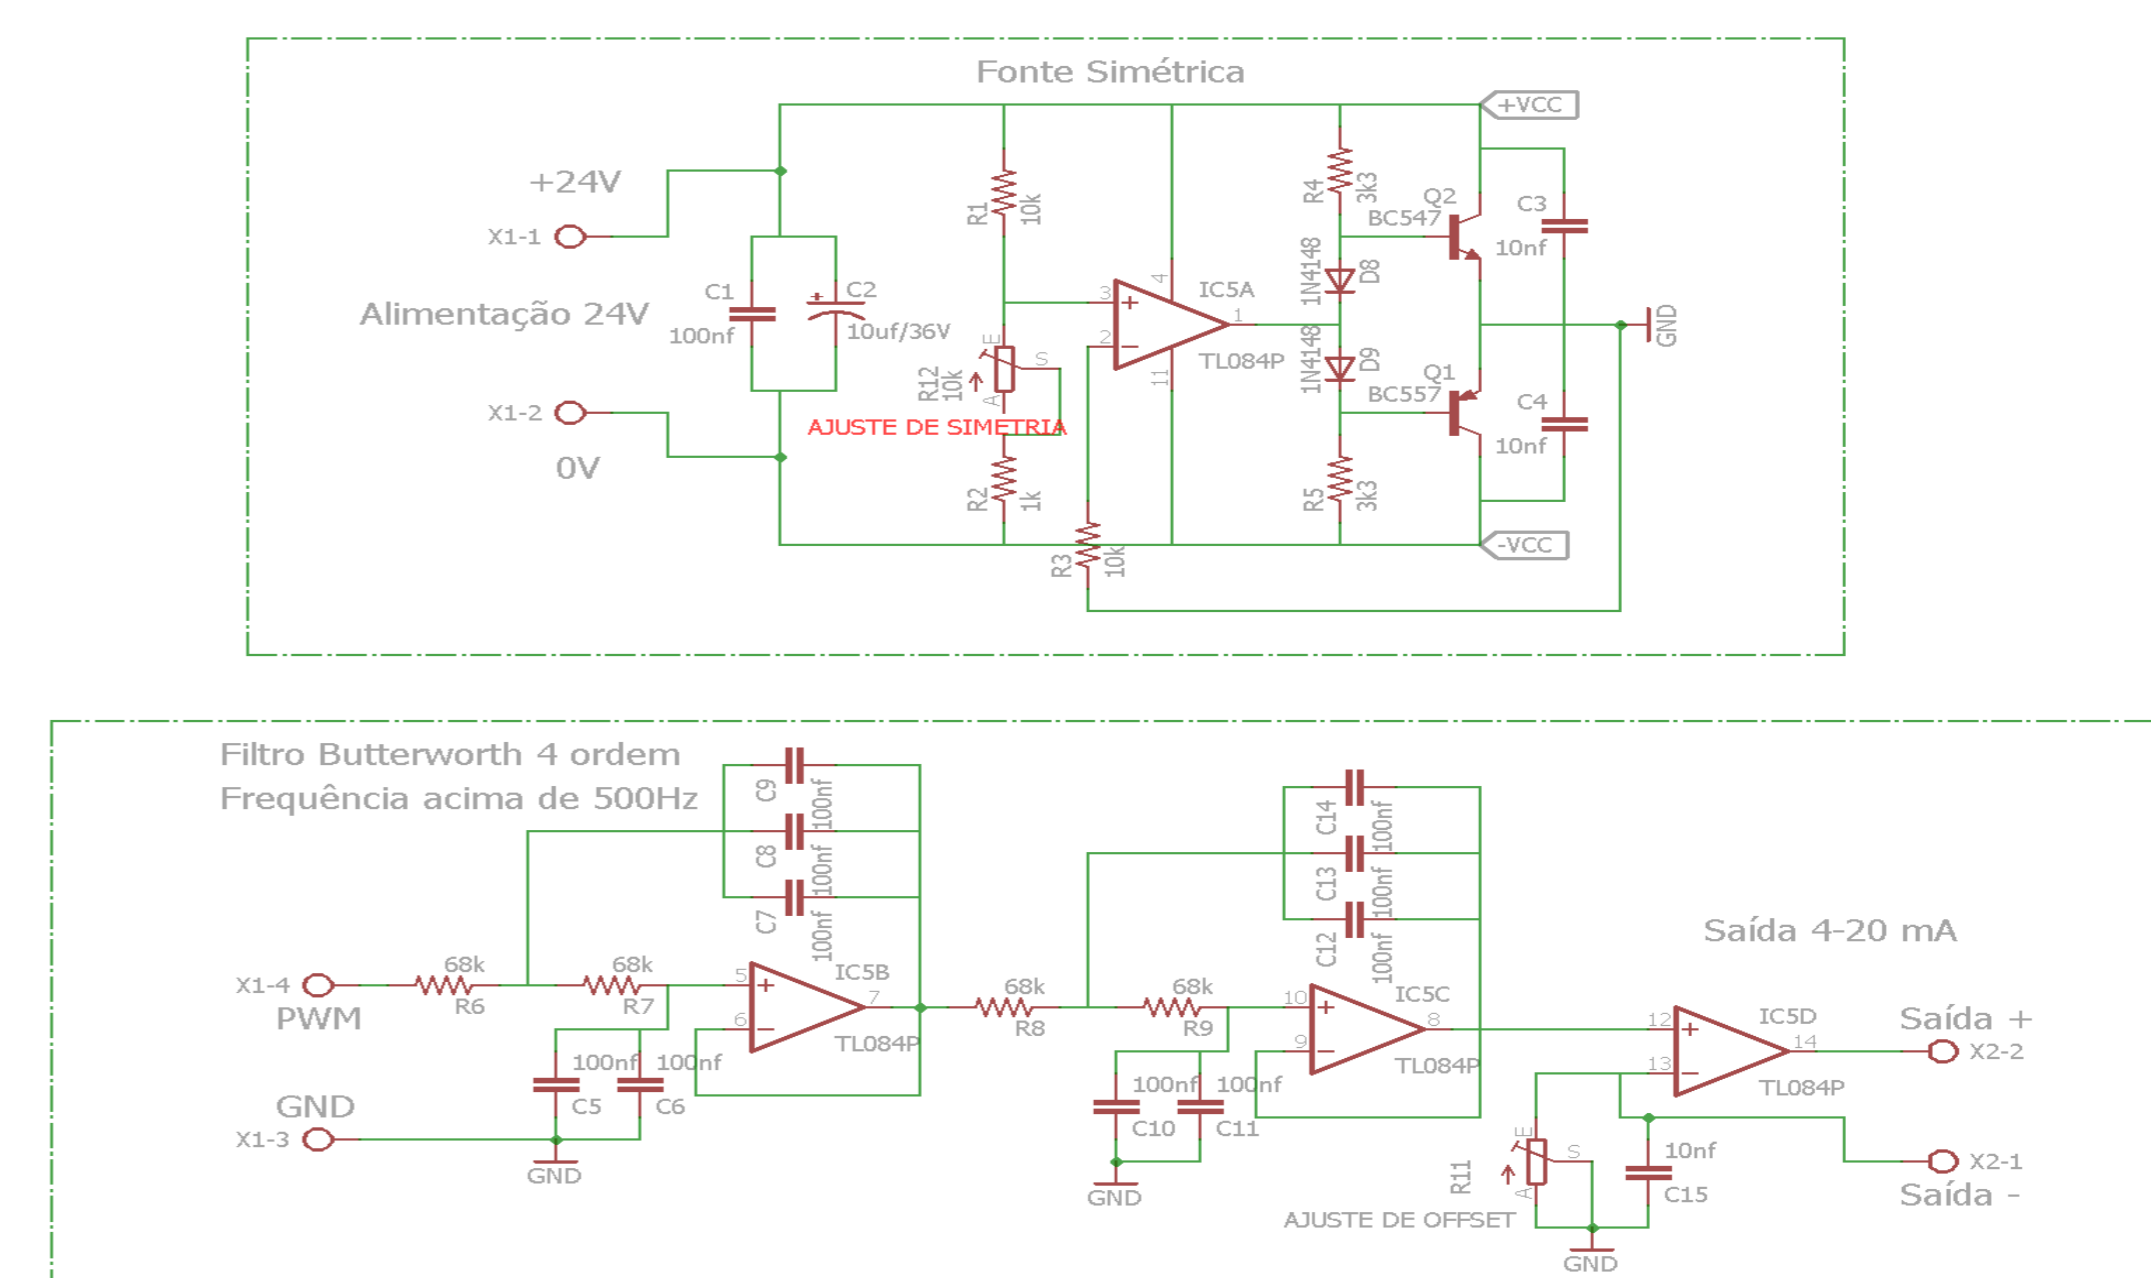 Fonte Simétrica
+VCC
+24V
X1-1
R1
10k
R4
3k3
Q2
BC547
C3
10nf
C1
100nf
C2
10uf/36V
Alimentação 24V
3
2
4
11
1
IC5A
TL084P
1N4148
D8
1N4148
D9
GND
E
S
A
R12
10k
AJUSTE DE SIMETRIA
Q1
BC557
C4
10nf
X1-2
0V
R2
1k
R5
3k3
R3
10k
-VCC
Filtro Butterworth 4 ordem
Frequência acima de 500Hz
C9
100nf
C8
100nf
C7
100nf
C14
100nf
C13
100nf
C12
100nf
Saída 4-20 mA
X1-4
PWM
68k
R6
68k
R7
5
6
7
IC5B
TL084P
68k
R8
68k
R9
10
9
8
IC5C
TL084P
12
13
14
IC5D
TL084P
Saída +
X2-2
100nf
C5
100nf
C6
GND
X1-3
GND
100nf
C10
100nf
C11
GND
E
S
A
R11
AJUSTE DE OFFSET
10nf
C15
X2-1
Saída -
GND